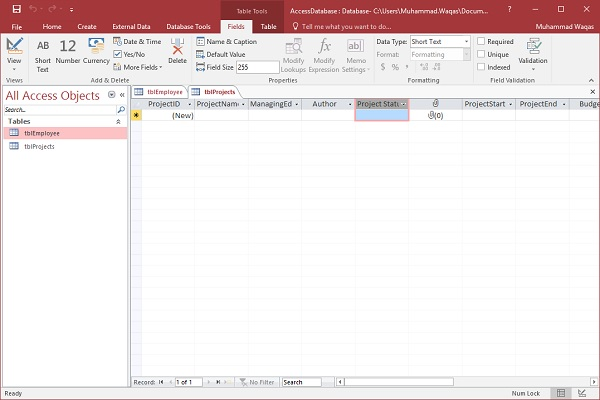 Table Tools
AccessDatabase : Database- C:\Users\Muhammad.Waqas\Docum...
?
File Home Create External Data Database Tools Fields Table Tell me what you want to do... Muhammad Waqas
View
Views
AB
Short Text
12
Number
Currency
Date & Time
Yes/No
More Fields
Add & Delete
Delete
Name & Caption
Default Value
Field Size 255
Modify Lookups
Modify Expression
Memo Settings
Properties
Data Type: Short Text
Format: Formatting
$ % ,
Formatting
Required
Unique
Indexed
Validation
Field Validation
All Access Objects
Search...
Tables
tblEmployee
tblProjects
tblEmployee tblProjects
ProjectID ProjectNam ManagingEd Author Project Statu ProjectStart ProjectEnd Budge
(New) (0)
Record: 1 of 1 No Filter Search
Ready Num Lock